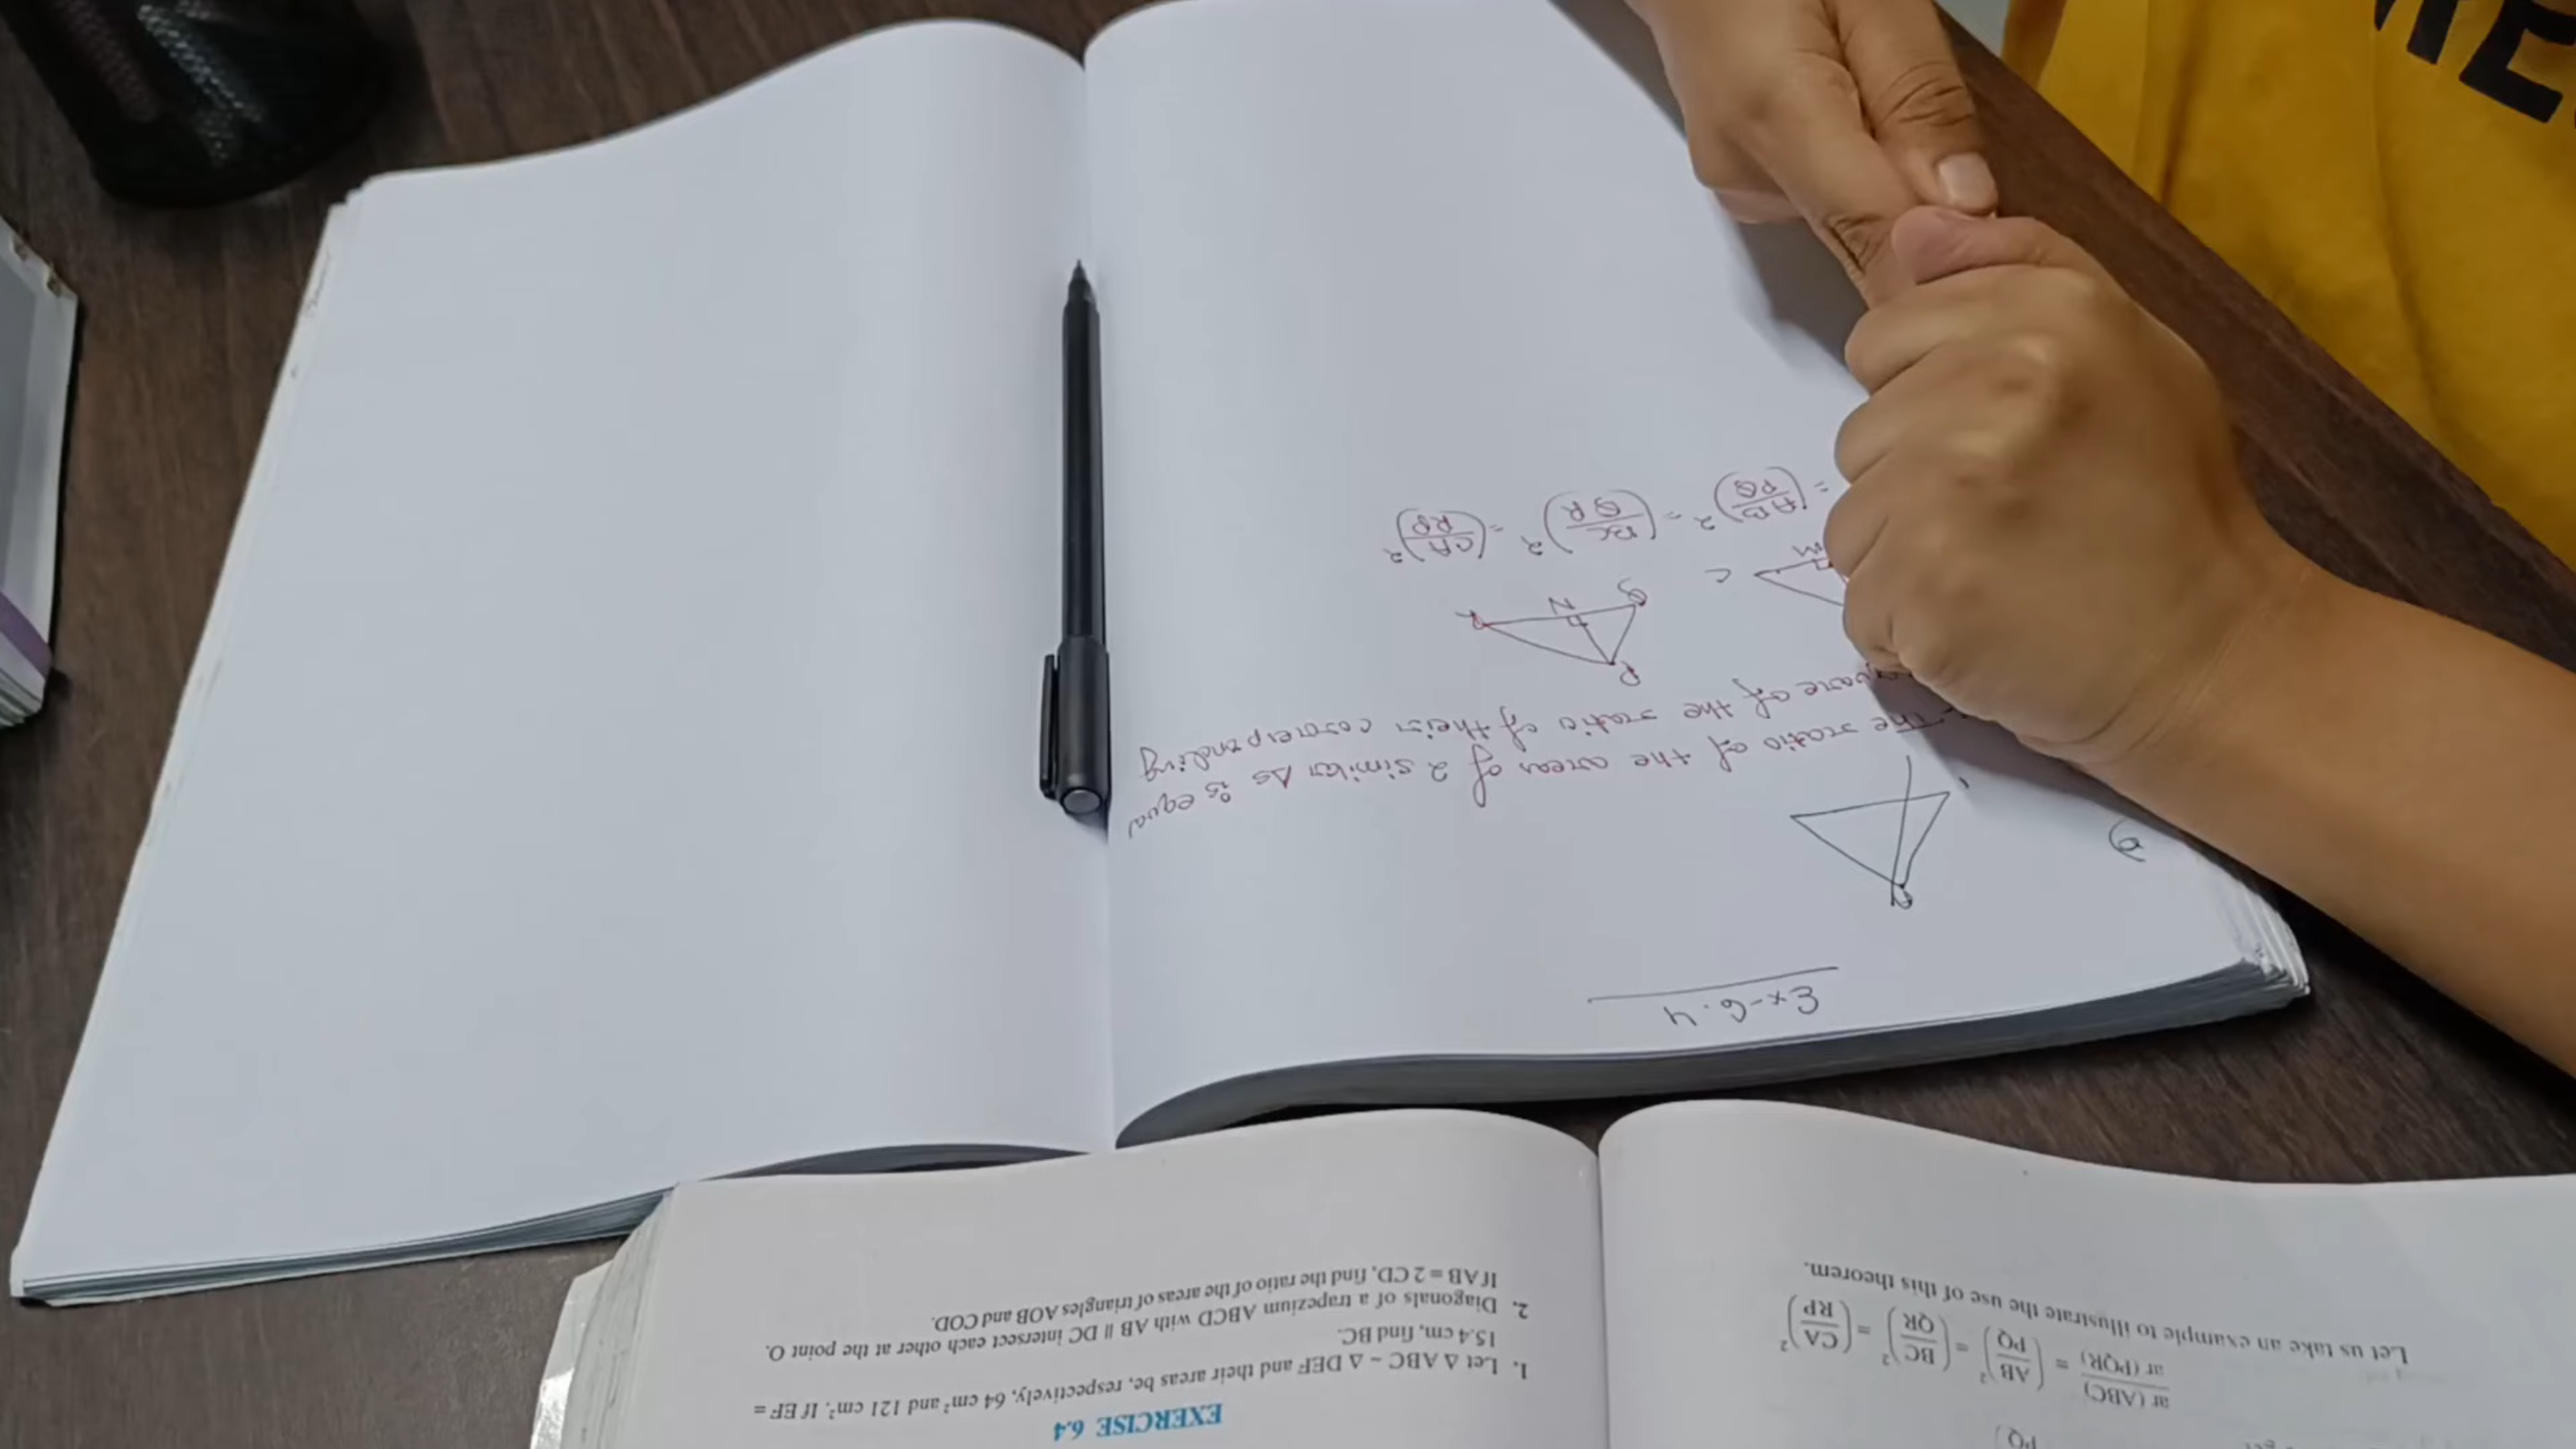 Ex-6.4
The ratio of the areas of 2 similar Δs is equal
square of the ratio of their corresponding
P
Q N R
M C
= (AB/PQ)² = (BC/QR)² = (CA/RP)²
EXERCISE 6.4
1. Let Δ ABC ~ Δ DEF and their areas be, respectively, 64 cm² and 121 cm². If EF =
15.4 cm, find BC.
2. Diagonals of a trapezium ABCD with AB || DC intersect each other at the point O.
If AB = 2 CD, find the ratio of the areas of triangles AOB and COD.
PQ)
ar (ABC)/ar (PQR) = (AB/PQ)² = (BC/QR)² = (CA/RP)²
Let us take an example to illustrate the use of this theorem.